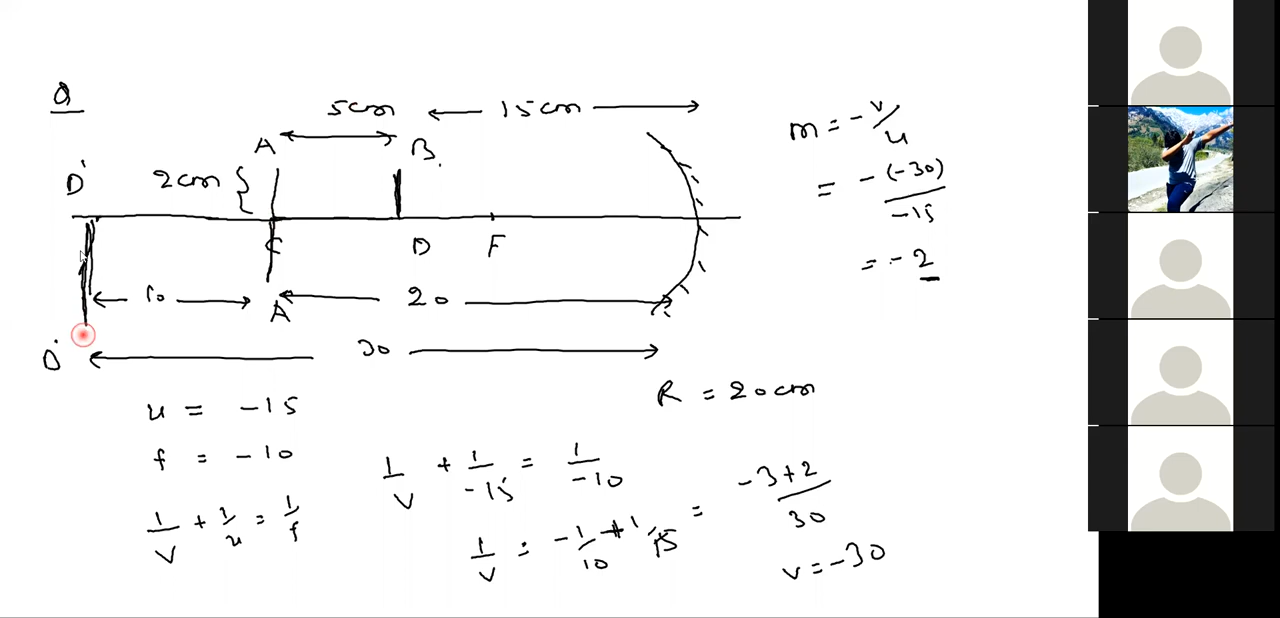 Q
5cm
15cm
A
B.
D'
2cm {
C
D
F
10
A'
20
D'
30
m = -v/u
= -(-30)/-15
= -2
R = 20cm
u = -15
f = -10
1/v + 1/u = 1/f
1/v + 1/-15 = 1/-10
1/v = -1/10 + 1/15 = -3+2/30
v = -30